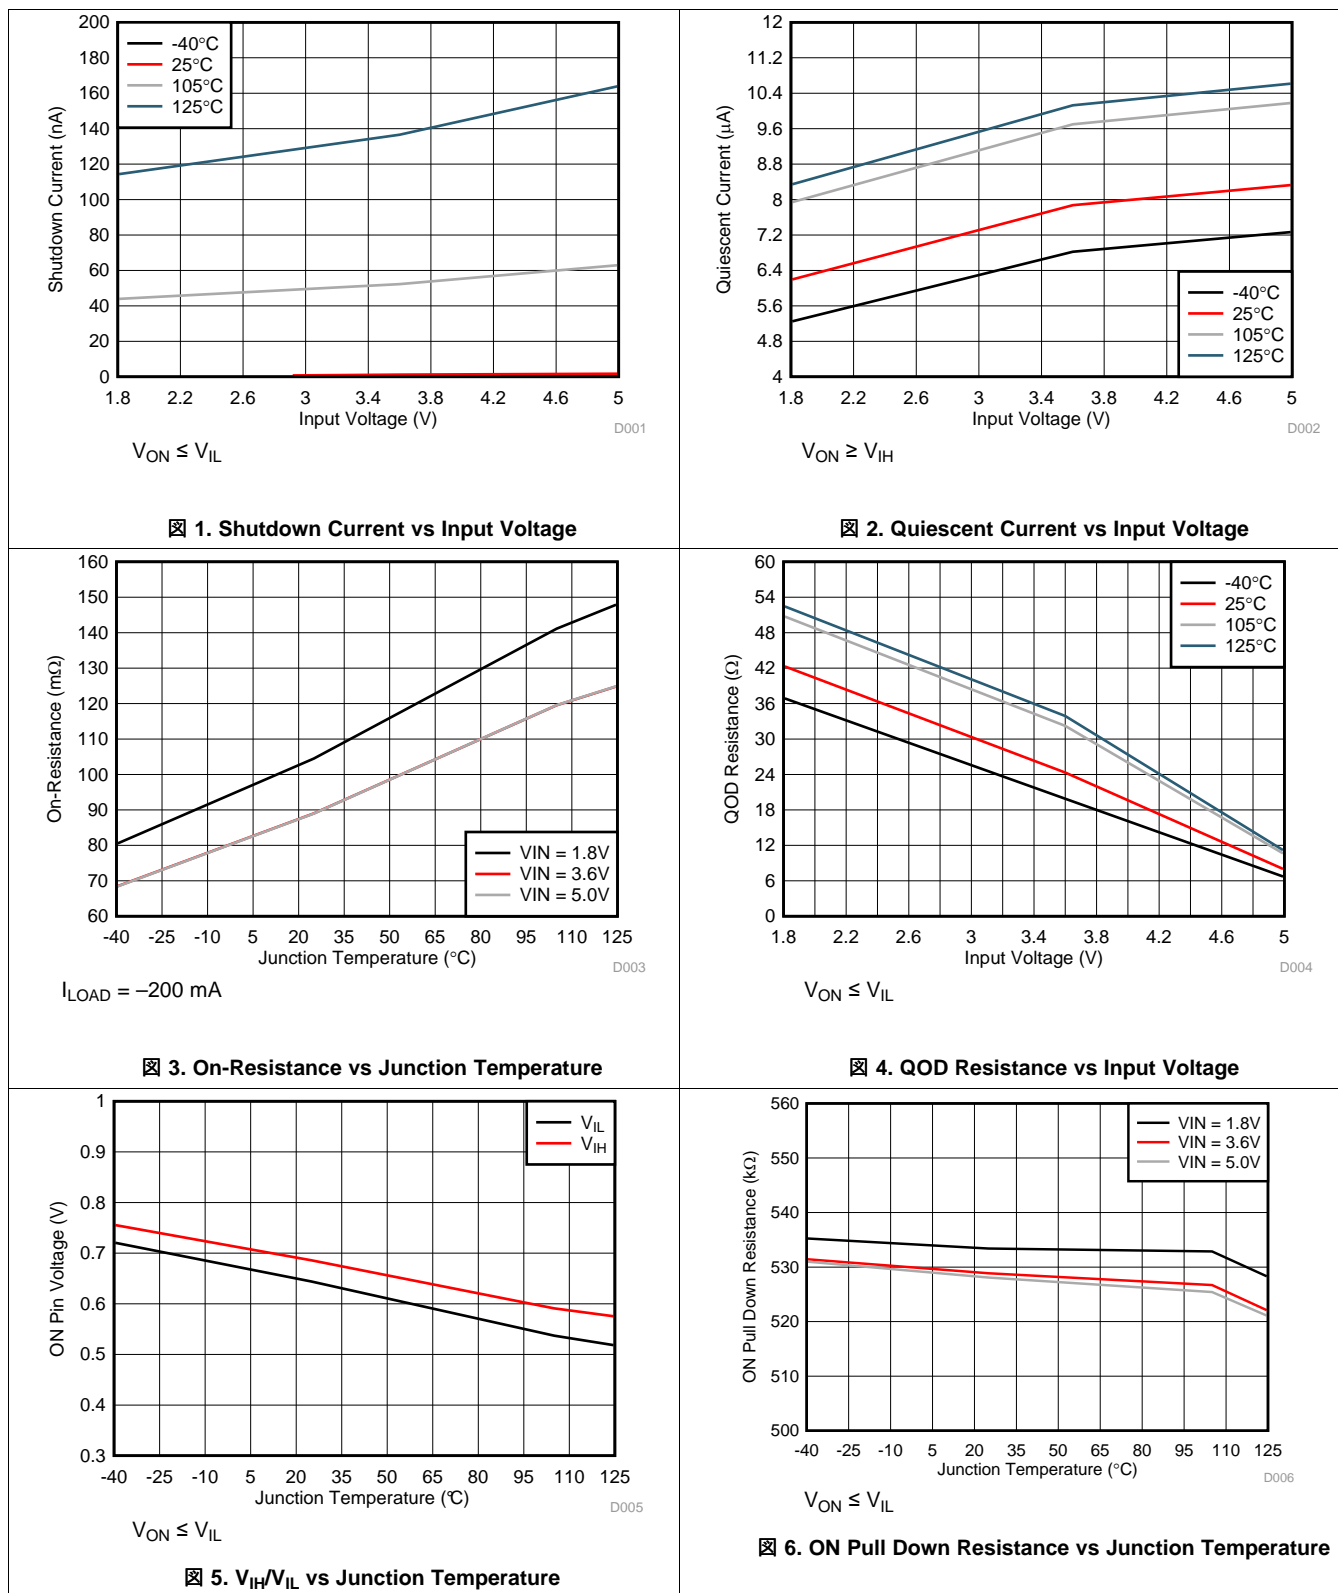 200
180
160
140
120
100
80
60
40
20
0
Shutdown Current (nA)
-40°C
25°C
105°C
125°C
1.8 2.2 2.6 3 3.4 3.8 4.2 4.6 5
Input Voltage (V)
D001
VON ≤ VIL
図 1. Shutdown Current vs Input Voltage
12
11.2
10.4
9.6
8.8
8
7.2
6.4
5.6
4.8
4
Quiescent Current (µA)
-40°C
25°C
105°C
125°C
1.8 2.2 2.6 3 3.4 3.8 4.2 4.6 5
Input Voltage (V)
D002
VON ≥ VIH
図 2. Quiescent Current vs Input Voltage
160
150
140
130
120
110
100
90
80
70
60
On-Resistance (mΩ)
VIN = 1.8V
VIN = 3.6V
VIN = 5.0V
-40 -25 -10 5 20 35 50 65 80 95 110 125
Junction Temperature (°C)
D003
ILOAD = –200 mA
図 3. On-Resistance vs Junction Temperature
60
54
48
42
36
30
24
18
12
6
0
QOD Resistance (Ω)
-40°C
25°C
105°C
125°C
1.8 2.2 2.6 3 3.4 3.8 4.2 4.6 5
Input Voltage (V)
D004
VON ≤ VIL
図 4. QOD Resistance vs Input Voltage
1
0.9
0.8
0.7
0.6
0.5
0.4
0.3
ON Pin Voltage (V)
VIL
VIH
-40 -25 -10 5 20 35 50 65 80 95 110 125
Junction Temperature (°C)
D005
VON ≤ VIL
図 5. VIH/VIL vs Junction Temperature
560
550
540
530
520
510
500
ON Pull Down Resistance (kΩ)
VIN = 1.8V
VIN = 3.6V
VIN = 5.0V
-40 -25 -10 5 20 35 50 65 80 95 110 125
Junction Temperature (°C)
D006
VON ≤ VIL
図 6. ON Pull Down Resistance vs Junction Temperature